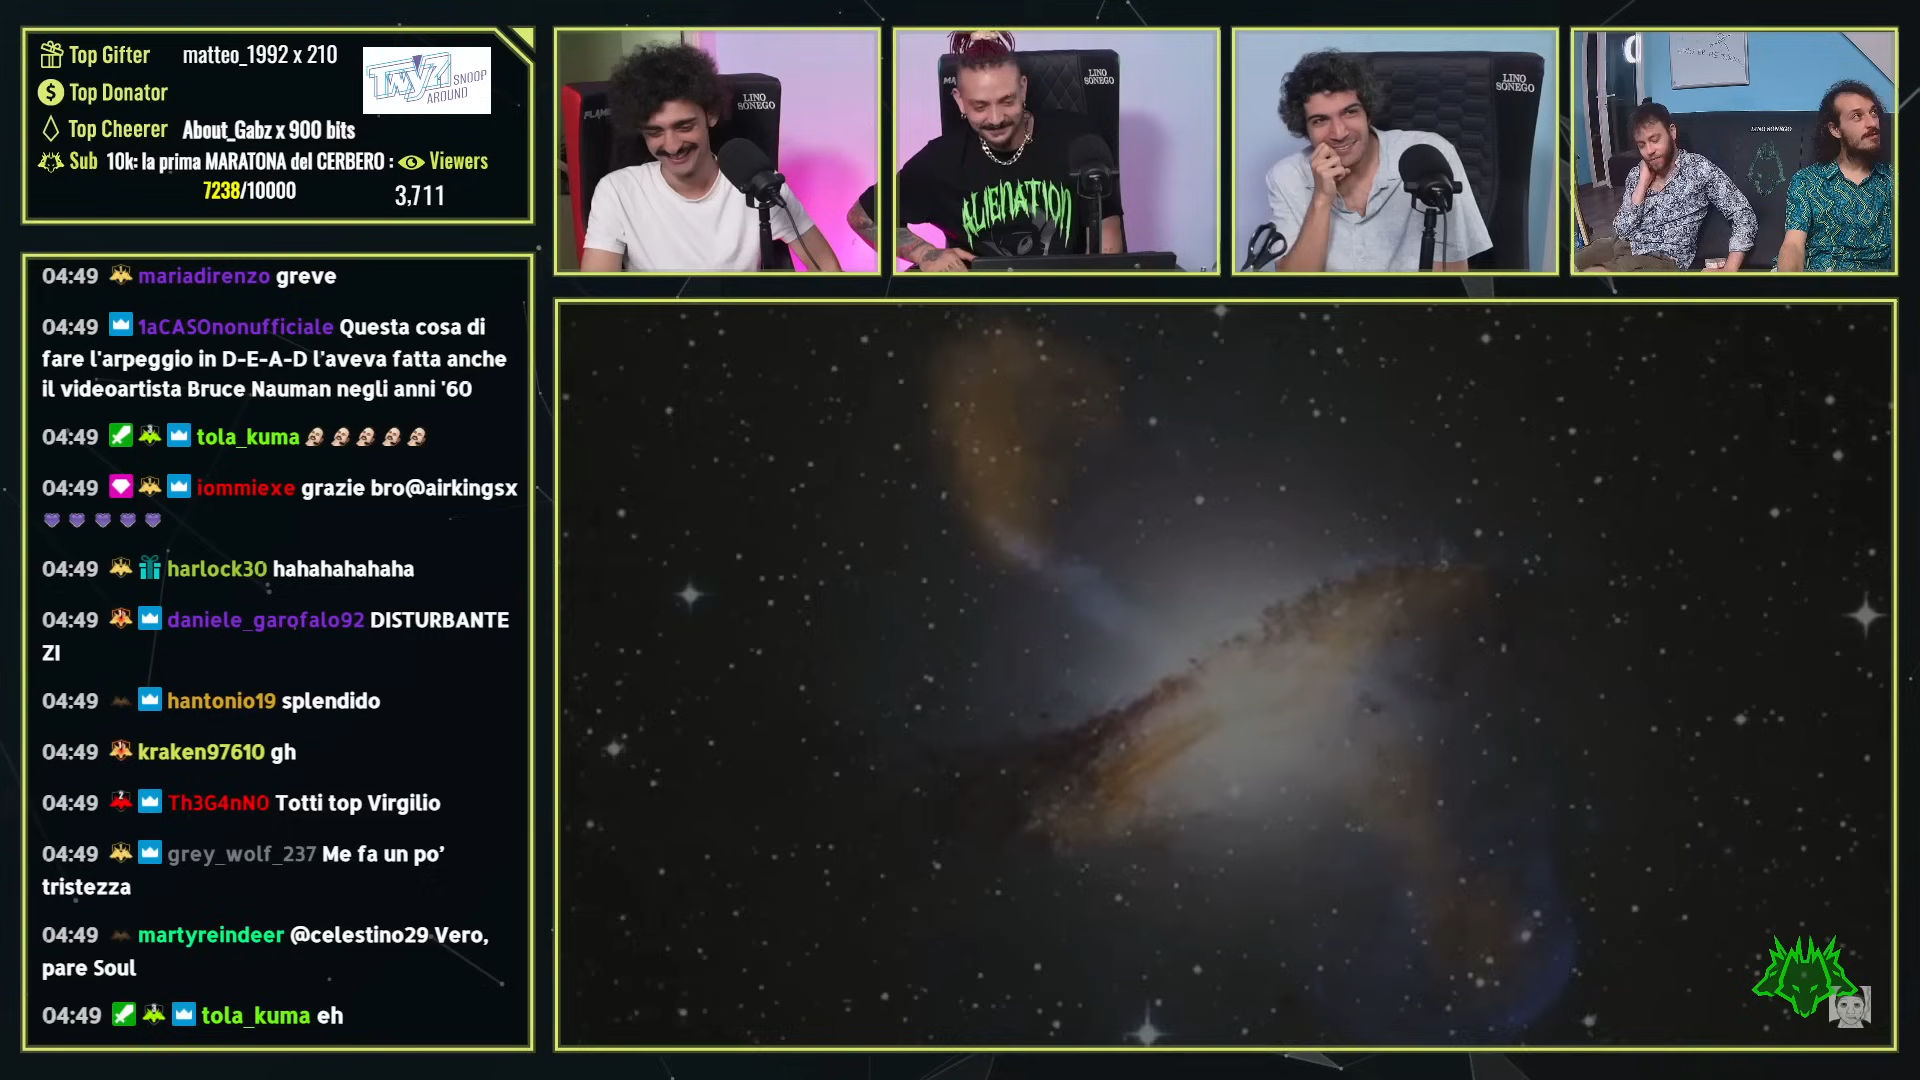 Top Gifter matteo_1992 x 210
Top Donator
Top Cheerer About_Gabz x 900 bits
Sub 10k: la prima MARATONA del CERBERO : Viewers
7238/10000 3,711
TWYZ SNOOP
AROUND
LINO
SONEGO
LINO
SONEGO
LINO
SONEGO
LINO SONEGO
ALIENATION
04:49 mariadirenzo greve
04:49 1aCASOnonufficiale Questa cosa di
fare l'arpeggio in D-E-A-D l'aveva fatta anche
il videoartista Bruce Nauman negli anni '60
04:49 tola_kuma
04:49 iommiexe grazie bro@airkingsx
04:49 harlock30 hahahahahaha
04:49 daniele_garofalo92 DISTURBANTE
ZI
04:49 hantonio19 splendido
04:49 kraken97610 gh
04:49 Th3G4nN0 Totti top Virgilio
04:49 grey_wolf_237 Me fa un po’
tristezza
04:49 martyreindeer @celestino29 Vero,
pare Soul
04:49 tola_kuma eh